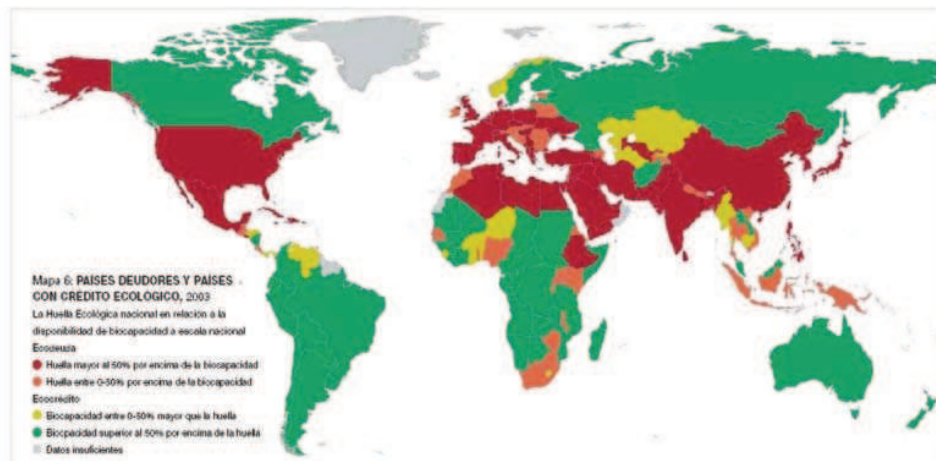 Mapa 6: PAISES DEUDORES Y PAÍSES
CON CRÉDITO ECOLÓGICO, 2003
La Huella Ecológica nacional en relación a la
disponibilidad de biocapacidad a escala nacional
Ecodeuda
Huella mayor al 50% por encima de la biocapacidad
Huella entre 0-50% por encima de la biocapacidad
Ecocrédito
Biocapacidad entre 0-50% mayor que la huella
Biocpacidad superior al 50% por encima de la huella
Datos insuficientes